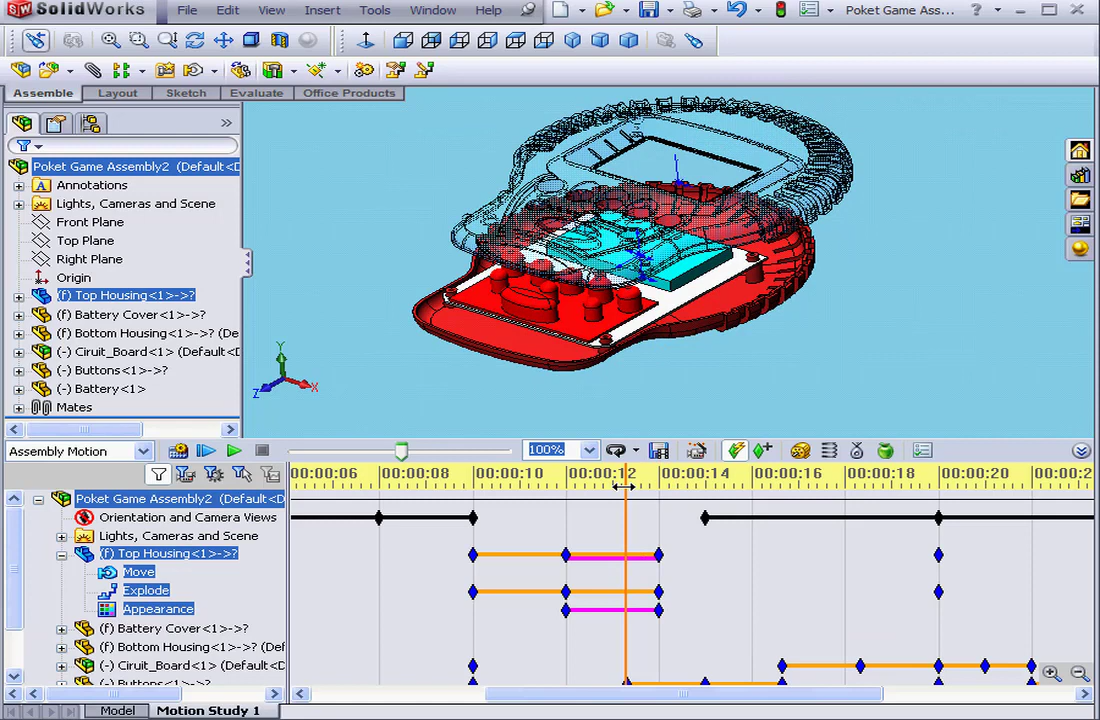 SolidWorks File Edit View Insert Tools Window Help Poket Game Ass...
Assemble Layout Sketch Evaluate Office Products
Poket Game Assembly2 (Default<D
Annotations
Lights, Cameras and Scene
Front Plane
Top Plane
Right Plane
Origin
(f) Top Housing<1>->?
(f) Battery Cover<1>->?
(f) Bottom Housing<1>->? (De
(-) Ciruit_Board<1> (Default<D
(-) Buttons<1>->?
(-) Battery<1>
Mates
Y
X
Z
Assembly Motion 100%
00:00:06 00:00:08 00:00:10 00:00:12 00:00:14 00:00:16 00:00:18 00:00:20 00:00:2
Poket Game Assembly2 (Default<D
Orientation and Camera Views
Lights, Cameras and Scene
(f) Top Housing<1>->?
Move
Explode
Appearance
(f) Battery Cover<1>->?
(f) Bottom Housing<1>->? (Def
(-) Ciruit_Board<1> (Default<D
(-) Buttons<1>->?
Model Motion Study 1